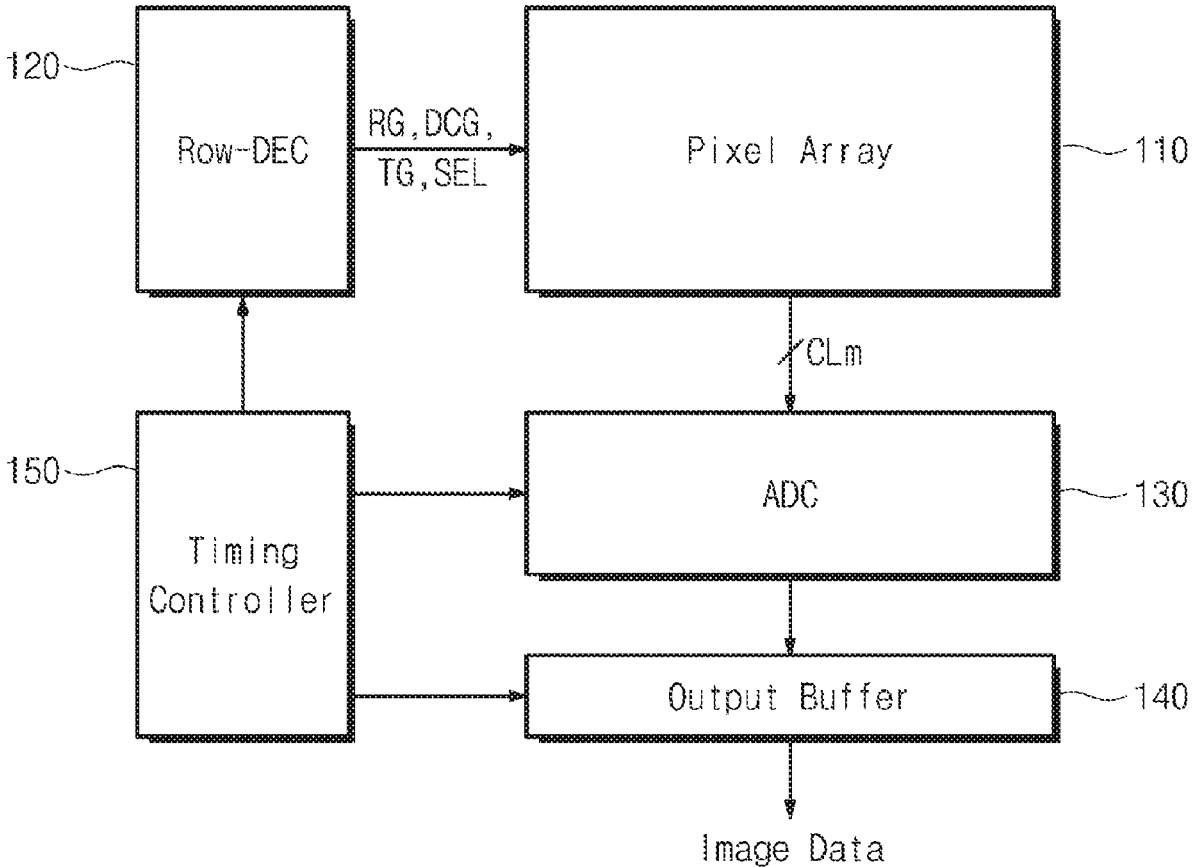 120
Row-DEC
RG,DCG,
TG,SEL
Pixel Array
110
CLm
150
Timing
Controller
ADC
130
Output Buffer
140
Image Data